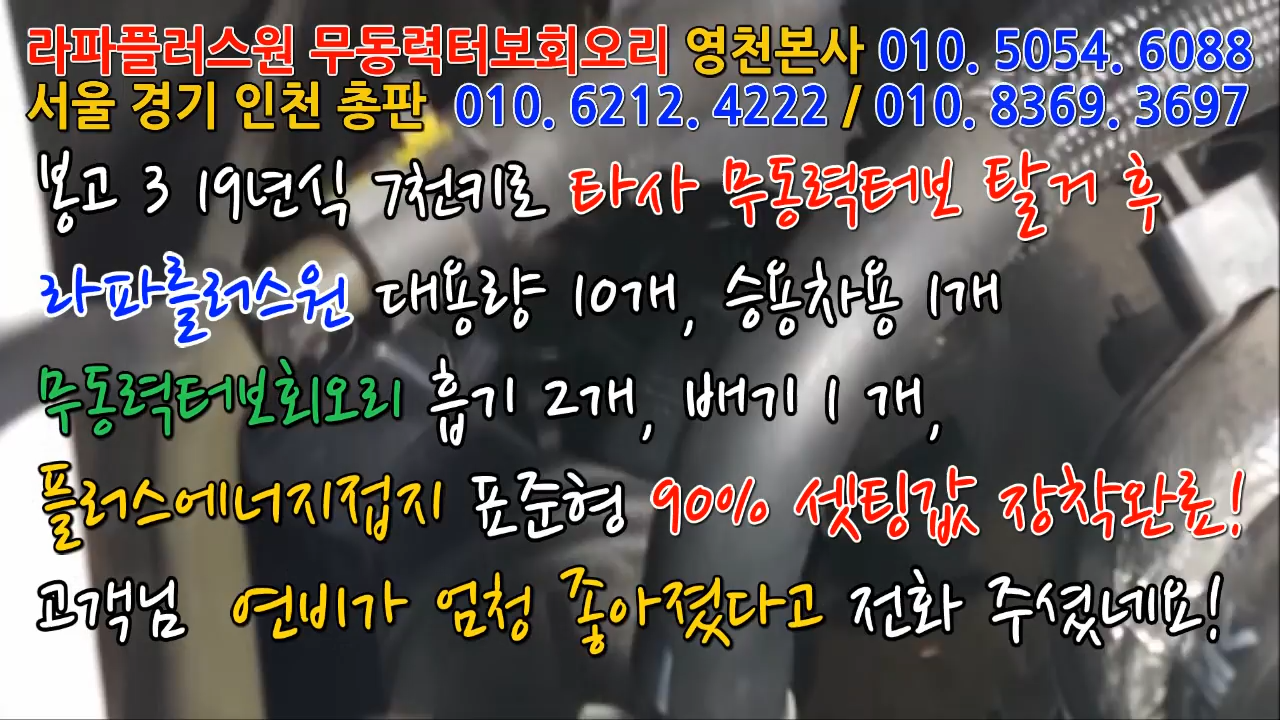 라파플러스원 무동력터보회오리 영천본사 010. 5054. 6088
서울 경기 인천 총판 010. 6212. 4222 / 010. 8369. 3697
봉고 3 19년식 7천키로 타사 무동력터보 탈거 후
라파플러스원 대용량 10개, 승용차용 1개
무동력터보회오리 흡기 2개, 배기 1 개,
플러스에너지접지 표준형 90% 셋팅값 장착완료!
고객님 연비가 엄청 좋아졌다고 전화 주셨네요!